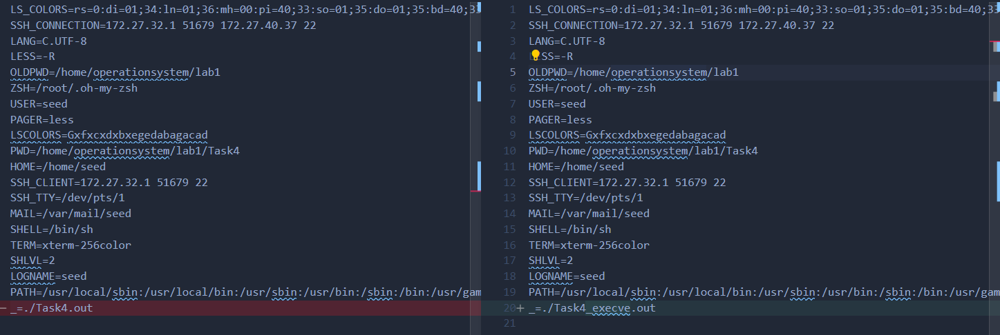 LS_COLORS=rs=0:di=01;34:ln=01;36:mh=00:pi=40;33:so=01;35:do=01;35:bd=40;33
SSH_CONNECTION=172.27.32.1 51679 172.27.40.37 22
LANG=C.UTF-8
LESS=-R
OLDPWD=/home/operationsystem/lab1
ZSH=/root/.oh-my-zsh
USER=seed
PAGER=less
LSCOLORS=Gxfxcxdxbxegedabagacad
PWD=/home/operationsystem/lab1/Task4
HOME=/home/seed
SSH_CLIENT=172.27.32.1 51679 22
SSH_TTY=/dev/pts/1
MAIL=/var/mail/seed
SHELL=/bin/sh
TERM=xterm-256color
SHLVL=2
LOGNAME=seed
PATH=/usr/local/sbin:/usr/local/bin:/usr/sbin:/usr/bin:/sbin:/bin:/usr/gam
— _=./Task4.out
1 LS_COLORS=rs=0:di=01;34:ln=01;36:mh=00:pi=40;33:so=01;35:do=01;35:bd=40;33
2 SSH_CONNECTION=172.27.32.1 51679 172.27.40.37 22
3 LANG=C.UTF-8
4 LESS=-R
5 OLDPWD=/home/operationsystem/lab1
6 ZSH=/root/.oh-my-zsh
7 USER=seed
8 PAGER=less
9 LSCOLORS=Gxfxcxdxbxegedabagacad
10 PWD=/home/operationsystem/lab1/Task4
11 HOME=/home/seed
12 SSH_CLIENT=172.27.32.1 51679 22
13 SSH_TTY=/dev/pts/1
14 MAIL=/var/mail/seed
15 SHELL=/bin/sh
16 TERM=xterm-256color
17 SHLVL=2
18 LOGNAME=seed
19 PATH=/usr/local/sbin:/usr/local/bin:/usr/sbin:/usr/bin:/sbin:/bin:/usr/gam
20+ _=./Task4_execve.out
21